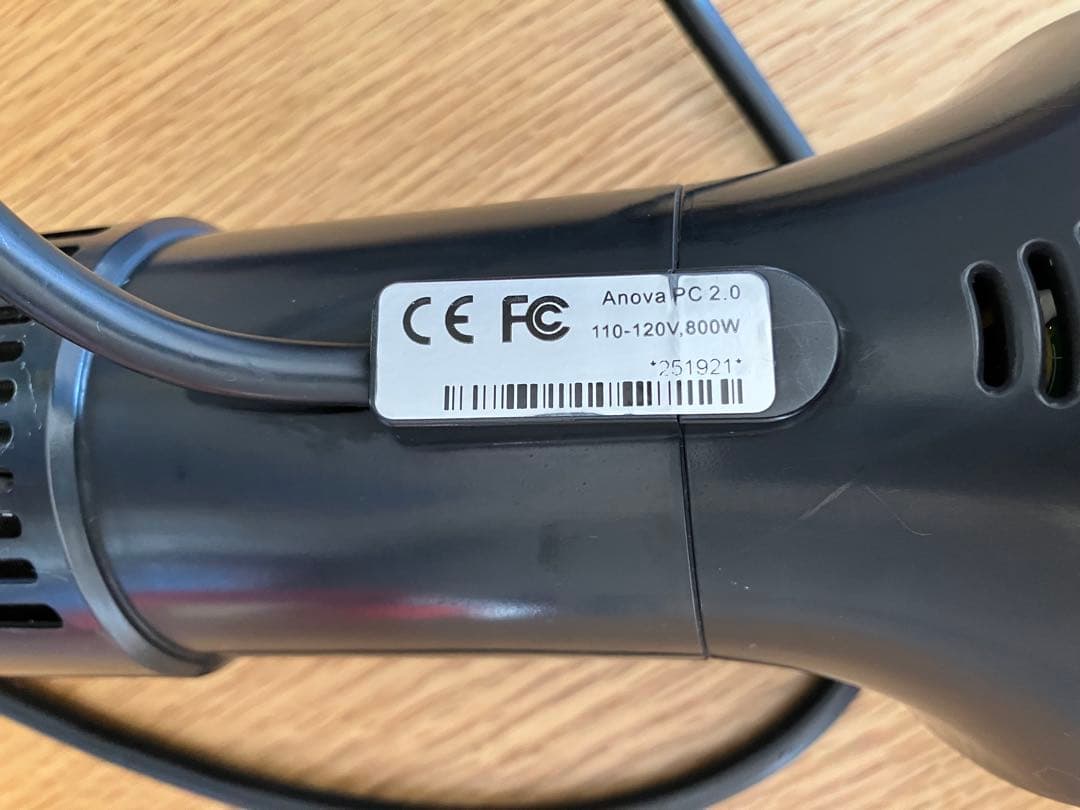 CE FC Anova PC 2.0
110-120V,800W
*251921*